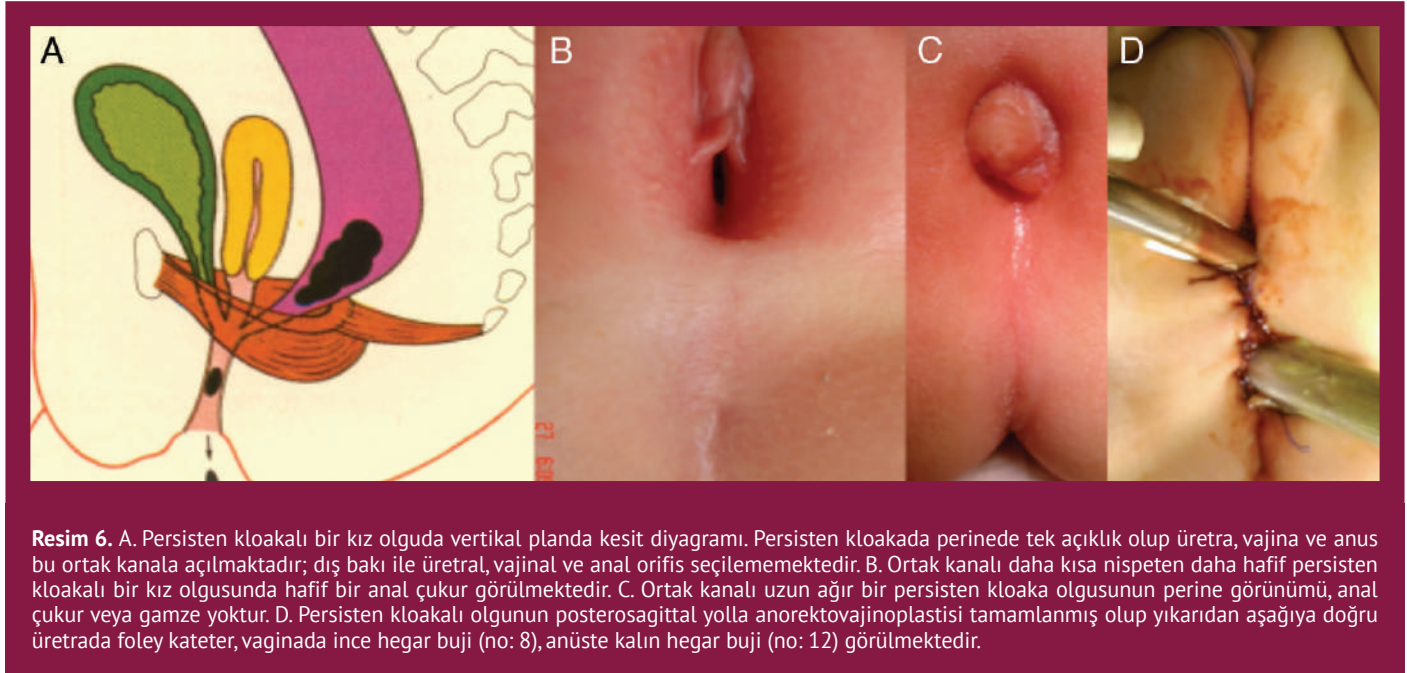 A
B
C
D
Resim 6. A. Persisten kloakalı bir kız olguda vertikal planda kesit diyagramı. Persisten kloakada perinede tek açıklık olup üretra, vajina ve anus
bu ortak kanala açılmaktadır; dış bakı ile üretral, vajinal ve anal orifis seçilememektedir. B. Ortak kanalı daha kısa nispeten daha hafif persisten
kloakalı bir kız olgusunda hafif bir anal çukur görülmektedir. C. Ortak kanalı uzun ağır bir persisten kloaka olgusunun perine görünümü, anal
çukur veya gamze yoktur. D. Persisten kloakalı olgunun posterosagittal yolla anorektovajinoplastisi tamamlanmış olup yıkarıdan aşağıya doğru
üretrada foley kateter, vaginada ince hegar buji (no: 8), anüste kalın hegar buji (no: 12) görülmektedir.